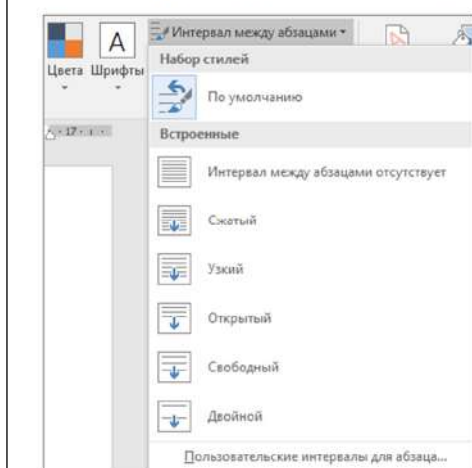 Интервал между абзацами
А
Цвета Шрифты
Набор стилей
По умолчанию
17
Встроенные
Интервал между абзацами отсутствует
Сжатый
Узкий
Открытый
Свободный
Двойной
Пользовательские интервалы для абзаца...